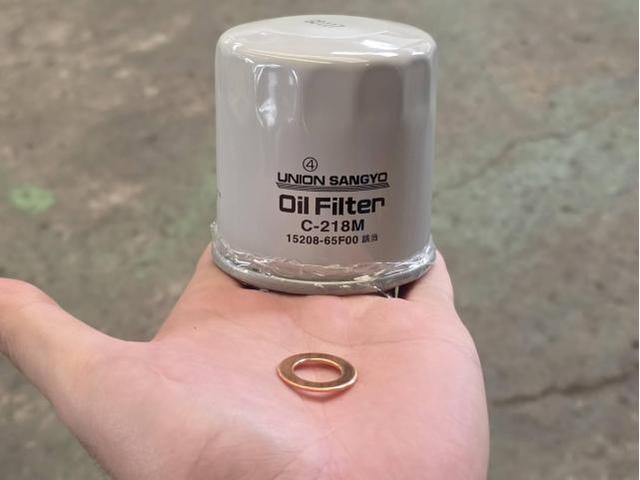 ④
UNION SANGYO
Oil Filter
C-218M
15208-65F00 該当